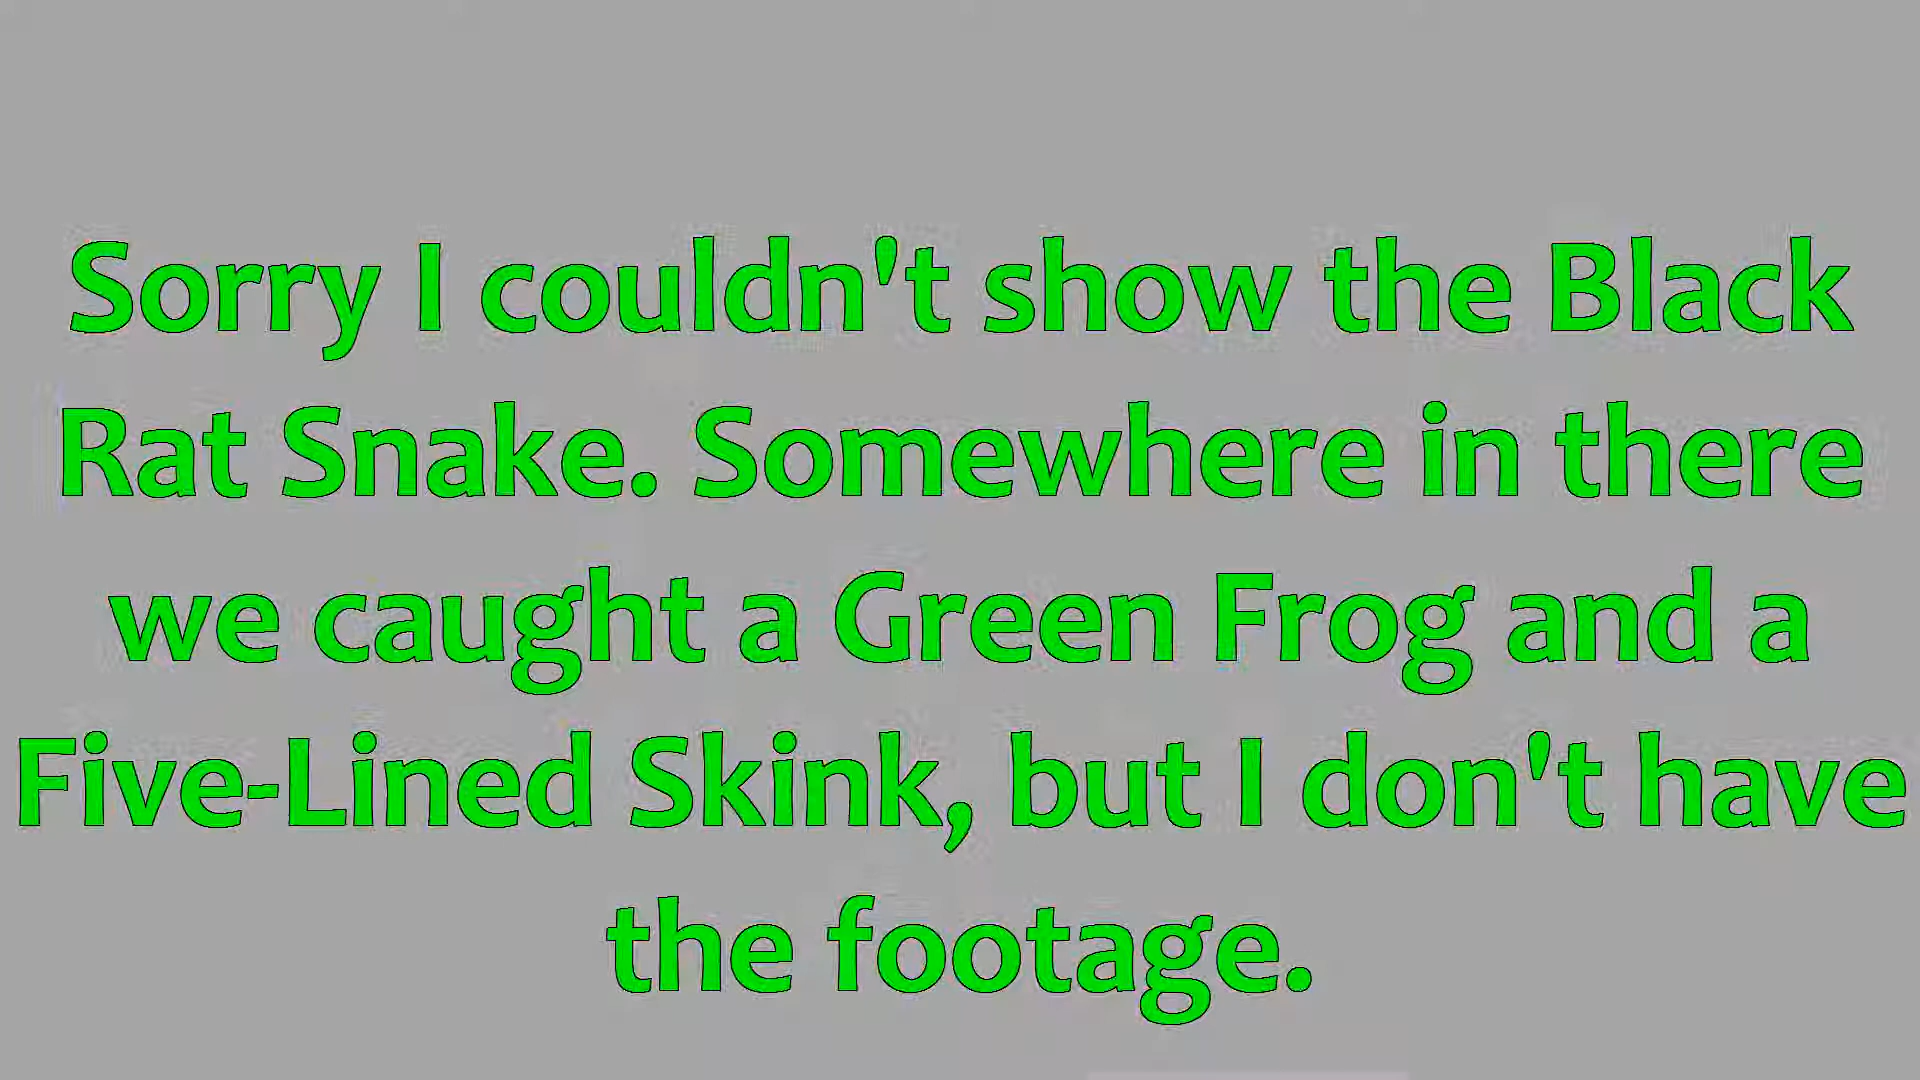 Sorry I couldn't show the Black
Rat Snake. Somewhere in there
we caught a Green Frog and a
Five-Lined Skink, but I don't have
the footage.